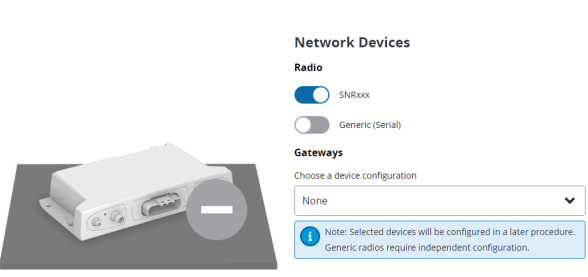 Network Devices
Radio
SNRxxx
Generic (Serial)
Gateways
Choose a device configuration
None
Note: Selected devices will be configured in a later procedure.
Generic radios require independent configuration.